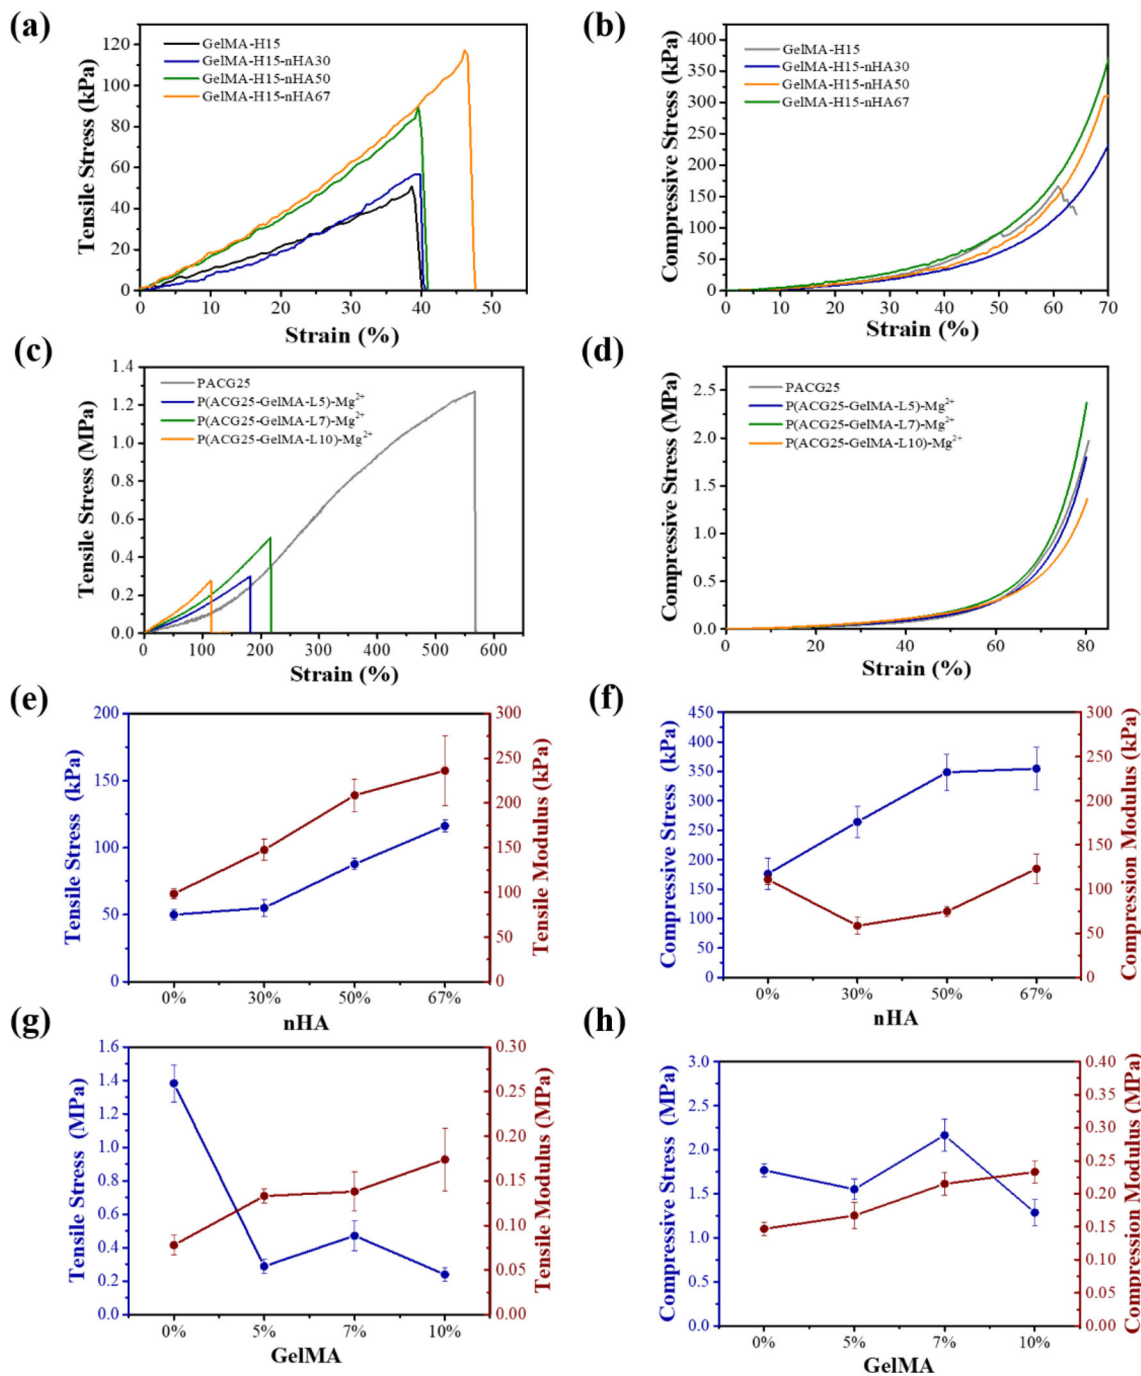 (a)
Tensile Stress (kPa)
120
100
80
60
40
20
0
GelMA-H15
GelMA-H15-nHA30
GelMA-H15-nHA50
GelMA-H15-nHA67
0 10 20 30 40 50
Strain (%)
(b)
Compressive Stress (kPa)
400
350
300
250
200
150
100
50
0
GelMA-H15
GelMA-H15-nHA30
GelMA-H15-nHA50
GelMA-H15-nHA67
0 10 20 30 40 50 60 70
Strain (%)
(c)
Tensile Stress (MPa)
1.4
1.2
1.0
0.8
0.6
0.4
0.2
0.0
PACG25
P(ACG25-GelMA-L5)-Mg²⁺
P(ACG25-GelMA-L7)-Mg²⁺
P(ACG25-GelMA-L10)-Mg²⁺
0 100 200 300 400 500 600
Strain (%)
(d)
Compressive Stress (MPa)
2.5
2.0
1.5
1.0
0.5
0.0
PACG25
P(ACG25-GelMA-L5)-Mg²⁺
P(ACG25-GelMA-L7)-Mg²⁺
P(ACG25-GelMA-L10)-Mg²⁺
0 20 40 60 80
Strain (%)
(e)
Tensile Stress (kPa)
200
150
100
50
0
300
250
200
150
100
50
0
Tensile Modulus (kPa)
0% 30% 50% 67%
nHA
(f)
Compressive Stress (kPa)
450
400
350
300
250
200
150
100
50
0
300
250
200
150
100
50
0
Compression Modulus (kPa)
0% 30% 50% 67%
nHA
(g)
Tensile Stress (MPa)
1.6
1.4
1.2
1.0
0.8
0.6
0.4
0.2
0.0
0.30
0.25
0.20
0.15
0.10
0.05
0.00
Tensile Modulus (MPa)
0% 5% 7% 10%
GelMA
(h)
Compressive Stress (MPa)
3.0
2.5
2.0
1.5
1.0
0.5
0.0
0.40
0.35
0.30
0.25
0.20
0.15
0.10
0.05
0.00
Compression Modulus (MPa)
0% 5% 7% 10%
GelMA